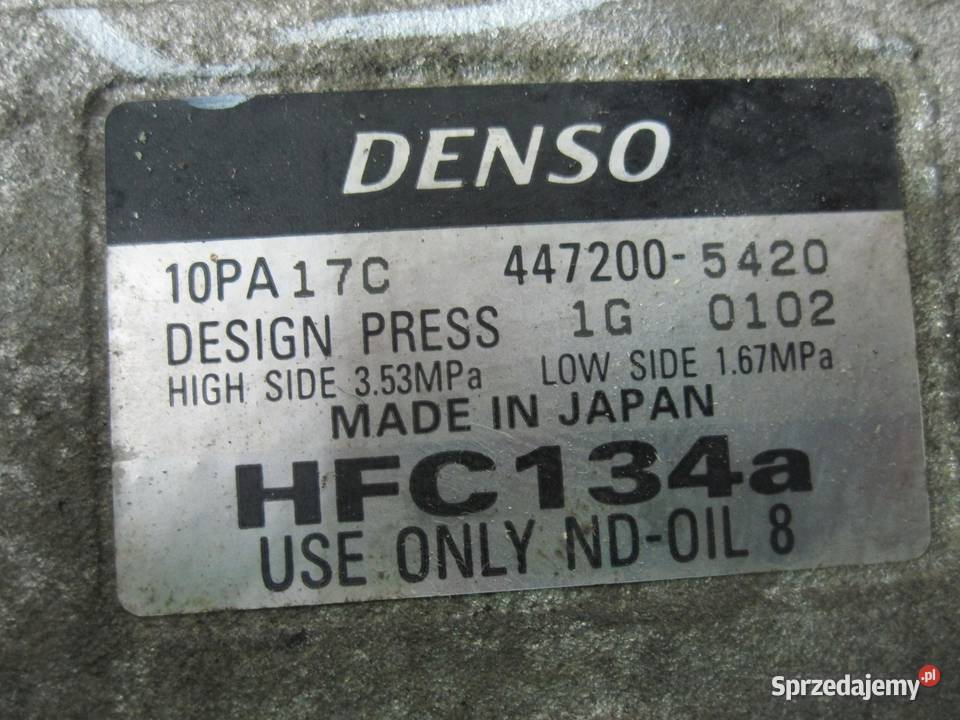 DENSO
10PA17C 447200-5420
DESIGN PRESS 1G 0102
HIGH SIDE 3.53MPa LOW SIDE 1.67MPa
MADE IN JAPAN
HFC134a
USE ONLY ND-OIL 8
Sprzedajemy.pl